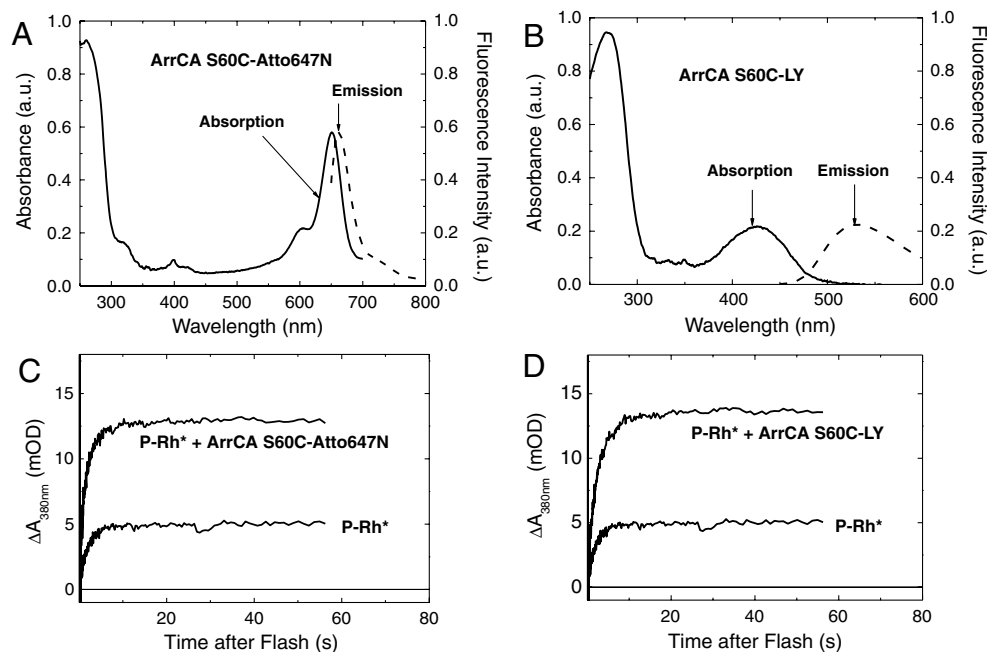 A
ArrCA S60C-Atto647N
Emission
Absorption
Absorbance (a.u.)
Fluorescence Intensity (a.u.)
1.0
0.8
0.6
0.4
0.2
0.0
1.0
0.8
0.6
0.4
0.2
0.0
300 400 500 600 700 800
Wavelength (nm)
B
ArrCA S60C-LY
Absorption
Emission
Absorbance (a.u.)
Fluorescence Intensity (a.u.)
1.0
0.8
0.6
0.4
0.2
0.0
1.0
0.8
0.6
0.4
0.2
0.0
300 400 500 600
Wavelength (nm)
C
P-Rh* + ArrCA S60C-Atto647N
P-Rh*
ΔA380nm (mOD)
15
10
5
0
0 20 40 60 80
Time after Flash (s)
D
P-Rh* + ArrCA S60C-LY
P-Rh*
ΔA380nm (mOD)
15
10
5
0
0 20 40 60 80
Time after Flash (s)